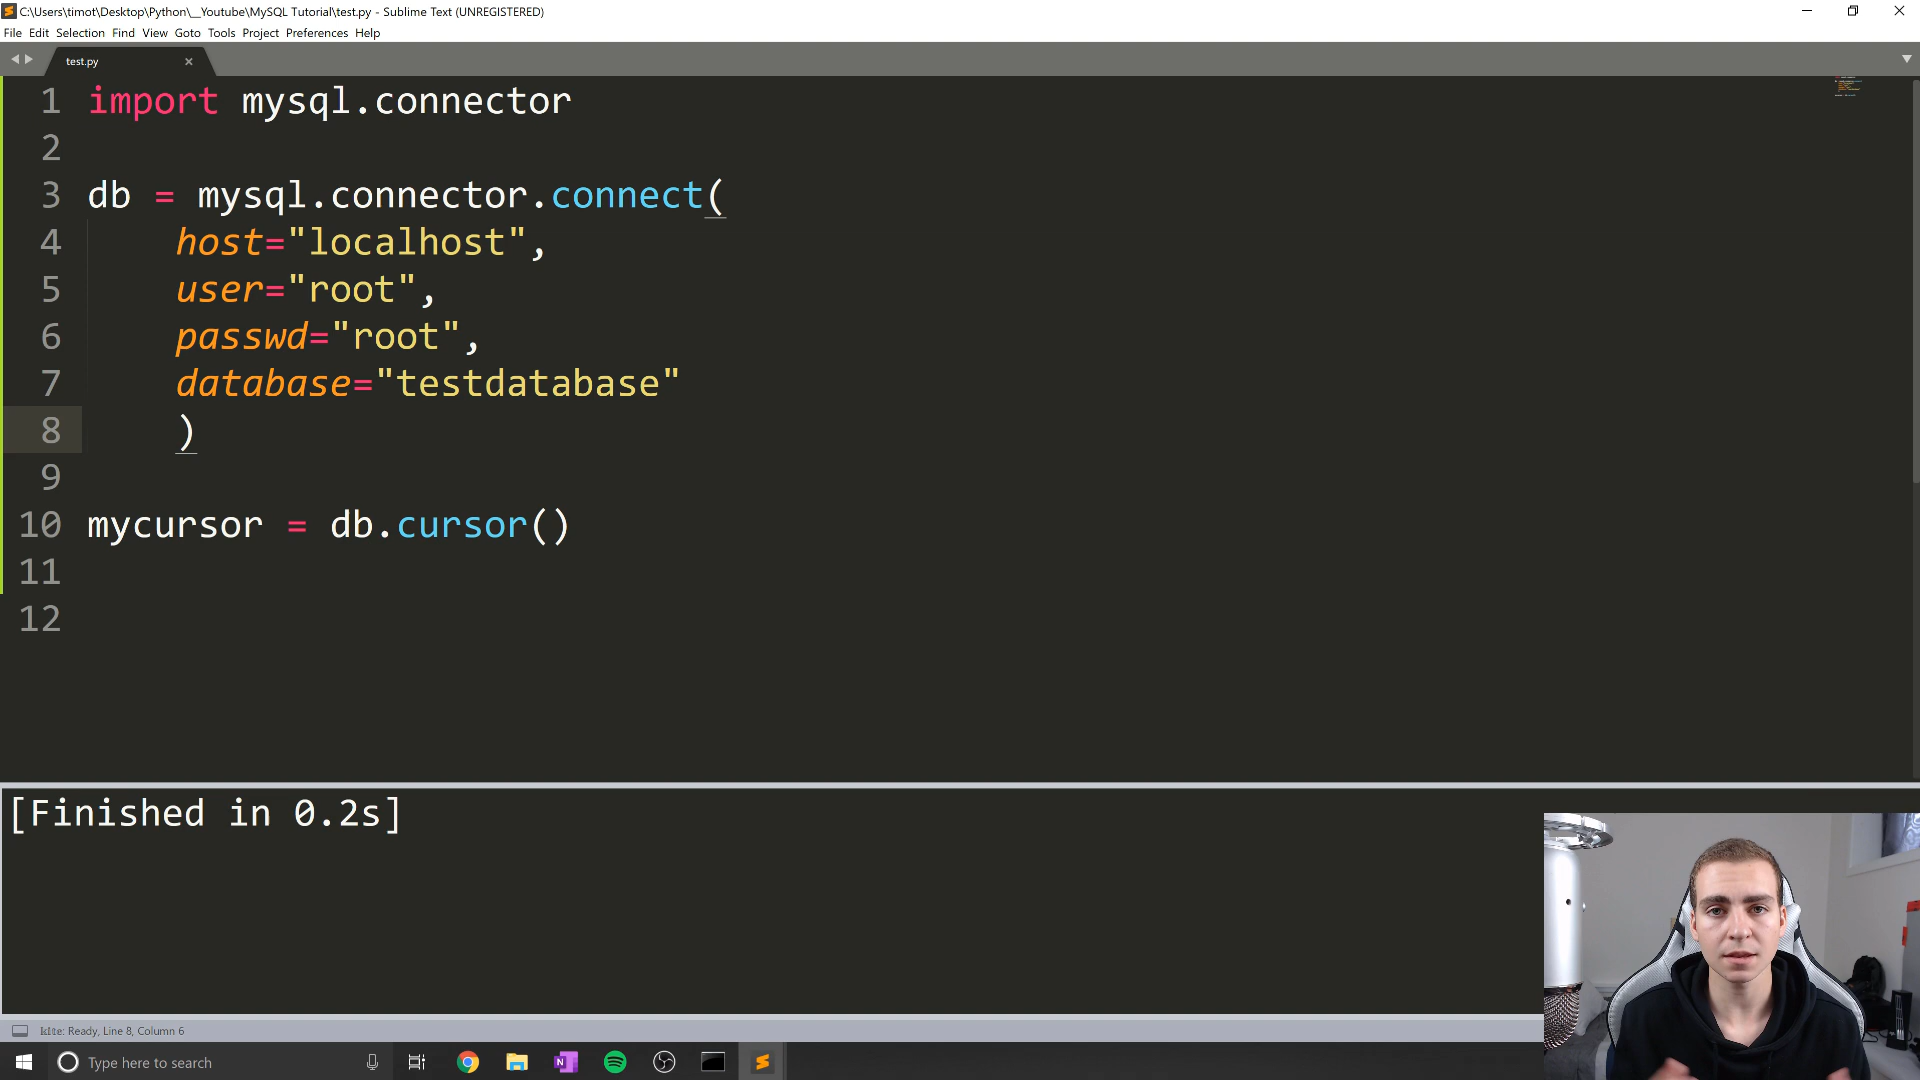 C:\Users\timot\Desktop\Python\__Youtube\MySQL Tutorial\test.py - Sublime Text (UNREGISTERED)
File Edit Selection Find View Goto Tools Project Preferences Help
test.py
1 import mysql.connector
2
3 db = mysql.connector.connect(
4 host="localhost",
5 user="root",
6 passwd="root",
7 database="testdatabase"
8 )
9
10 mycursor = db.cursor()
11
12
[Finished in 0.2s]
kite: Ready, Line 8, Column 6
Type here to search